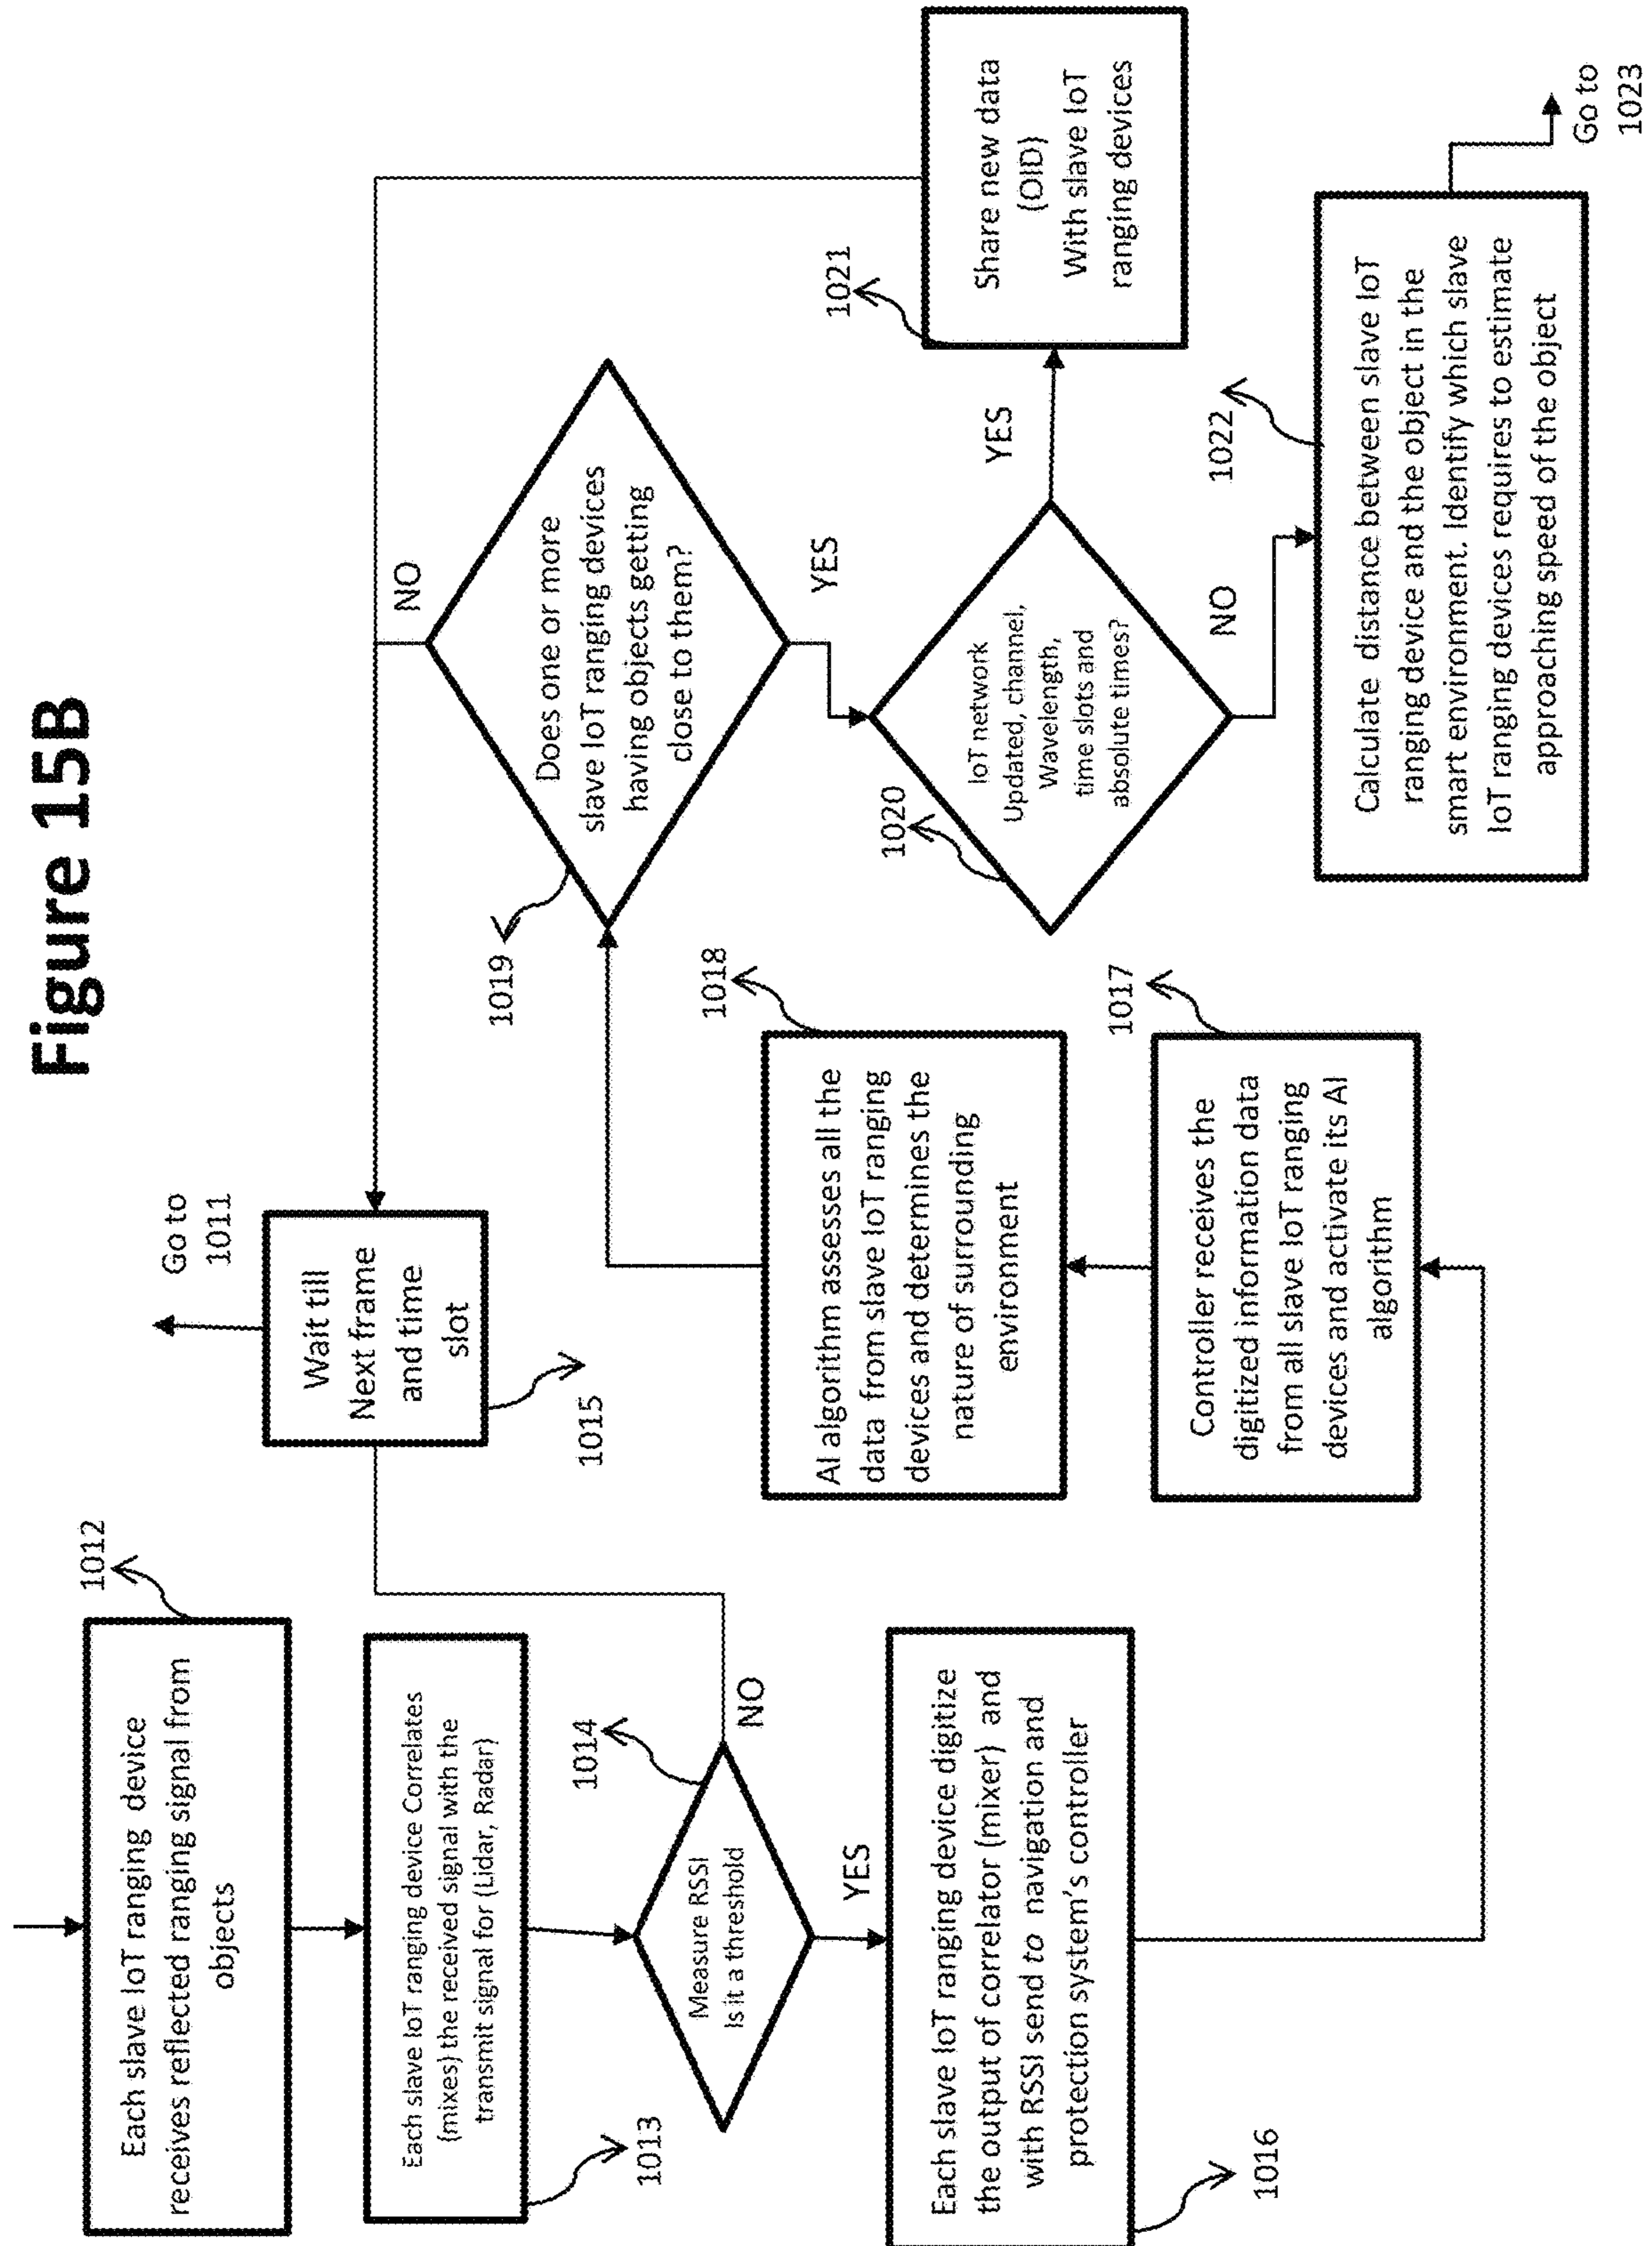 Figure 15B
1012
Each slave IoT ranging device
receives reflected ranging signal from
objects
Each slave IoT ranging device Correlates
(mixes) the received signal with the
transmit signal for (Lidar, Radar)
1013
1014
Measure RSSI
Is it a threshold
NO
YES
Each slave IoT ranging device digitize
the output of correlator (mixer) and
with RSSI send to navigation and
protection system's controller
1016
Go to
1011
Wait till
Next frame
and time
slot
1015
1018
AI algorithm assesses all the
data from slave IoT ranging
devices and determines the
nature of surrounding
environment
1017
Controller receives the
digitized information data
from all slave IoT ranging
devices and activate its AI
algorithm
1019
Does one or more
slave IoT ranging devices
having objects getting
close to them?
NO
YES
1020
IoT network
Updated, channel,
Wavelength,
time slots and
absolute times?
YES
NO
1021
Share new data
(OID)
With slave IoT
ranging devices
1022
Calculate distance between slave IoT
ranging device and the object in the
smart environment. Identify which slave
IoT ranging devices requires to estimate
approaching speed of the object
Go to
1023